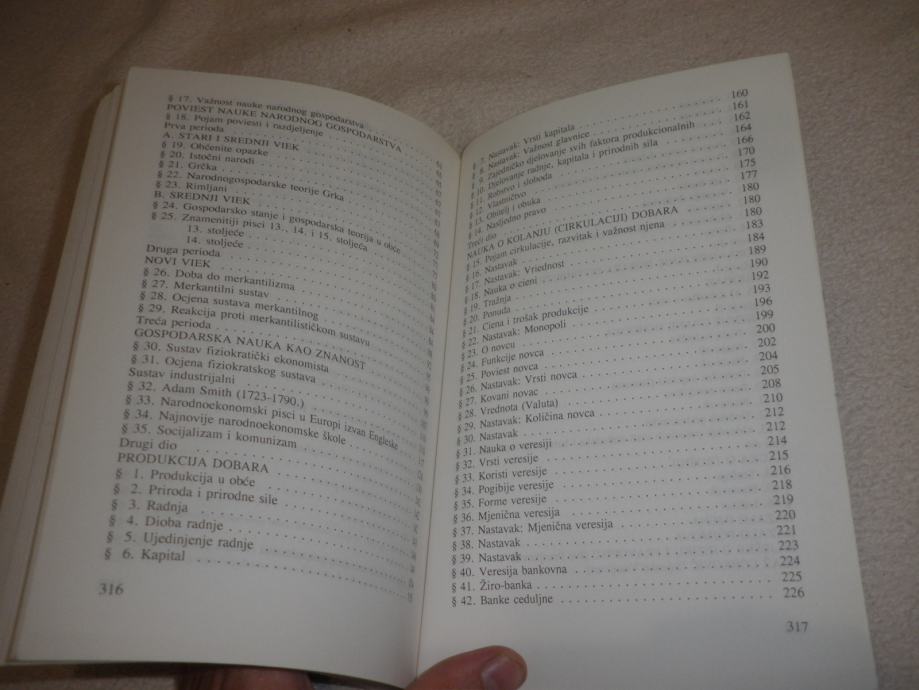 § 17. Važnost nauke narodnog gospodarstva
POVIEST NAUKE NARODNOG GOSPODARSTVA
§ 18. Pojam poviesti i razdjeljenje
Prva perioda
A. STARI I SREDNJI VIEK
§ 19. Občenite opazke
§ 20. Istočni narodi
§ 21. Grčka
§ 22. Narodnogospodarske teorije Grka
§ 23. Rimljani
B. SREDNJI VIEK
§ 24. Gospodarsko stanje i gospodarska teorija u obće
§ 25. Znamenitiji pisci 13., 14. i 15. stoljeća
13. stoljeće
14. stoljeće
Druga perioda
NOVI VIEK
§ 26. Doba do merkantilizma
§ 27. Merkantilni sustav
§ 28. Ocjena sustava merkantilnog
§ 29. Reakcija proti merkantilističkom sustavu
Treća perioda
GOSPODARSKA NAUKA KAO ZNANOST
§ 30. Sustav fiziokratički ekonomista
§ 31. Ocjena fiziokratskog sustava
Sustav industrijalni
§ 32. Adam Smith (1723-1790.)
§ 33. Narodnoekonomski pisci u Europi izvan Engleske
§ 34. Najnovije narodnoekonomske škole
§ 35. Socijalizam i komunizam
Drugi dio
PRODUKCIJA DOBARA
§ 1. Produkcija u obće
§ 2. Priroda i prirodne sile
§ 3. Radnja
§ 4. Dioba radnje
§ 5. Ujedinjenje radnje
§ 6. Kapital
316
§ 7. Nastavak: Vrsti kapitala 160
§ 8. Nastavak: Važnost glavnice 161
§ 9. Zajedničko djelovanje svih faktora produkcionalnih 162
§ 10. Djelovanje radnje, kapitala i prirodnih sila 164
§ 11. Robstvo i sloboda 166
§ 12. Vlastničtvo 170
§ 13. Obitelj i obuka 175
§ 14. Nasljedno pravo 177
Treći dio 180
NAUKA O KOLANJU (CIRKULACIJI) DOBARA 180
§ 15. Pojam cirkulacije, razvitak i važnost njena 180
§ 16. Nastavak 183
§ 17. Nastavak: Vriednost 184
§ 18. Nauka o cieni 189
§ 19. Tražnja 190
§ 20. Ponuda 192
§ 21. Ciena i trošak produkcije 193
§ 22. Nastavak: Monopoli 196
§ 23. O novcu 199
§ 24. Funkcije novca 200
§ 25. Poviest novca 202
§ 26. Nastavak: Vrsti novca 204
§ 27. Kovani novac 205
§ 28. Vrednota (Valuta) 208
§ 29. Nastavak: Količina novca 210
§ 30. Nastavak 212
§ 31. Nauka o veresiji 212
§ 32. Vrsti veresije 214
§ 33. Koristi veresije 215
§ 34. Pogibije veresije 216
§ 35. Forme veresije 218
§ 36. Mjenična veresija 219
§ 37. Nastavak: Mjenična veresija 220
§ 38. Nastavak 221
§ 39. Nastavak 223
§ 40. Veresija bankovna 224
§ 41. Žiro-banka 225
§ 42. Banke ceduljne 226
317